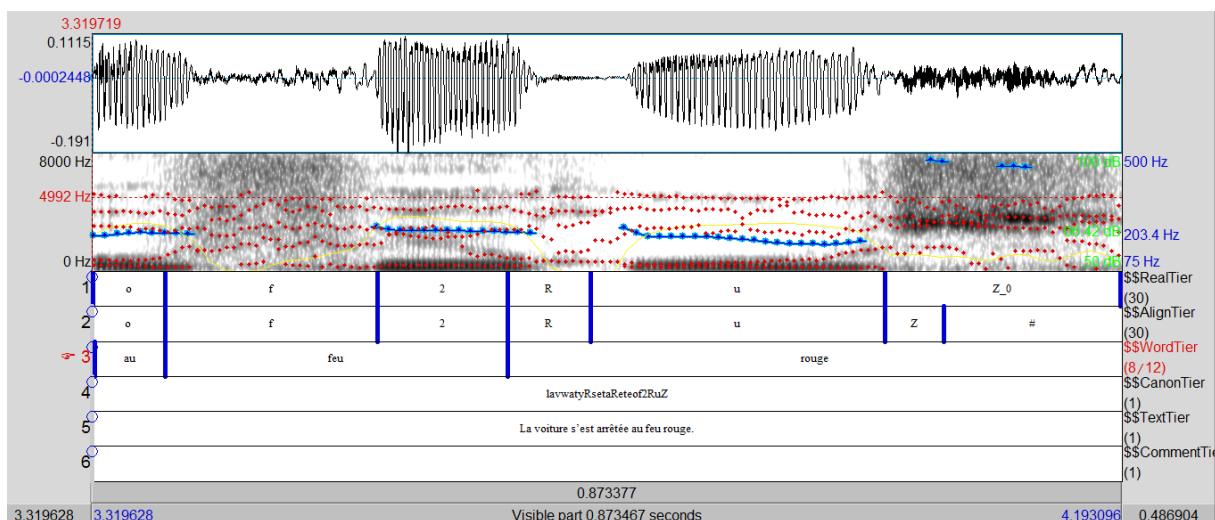 3.319719
0.1115
-0.0002448
-0.191
8000 Hz 100 dB 500 Hz
4992 Hz
66.42 dB 203.4 Hz
0 Hz 50 dB 75 Hz
1 o f 2 R u Z_0 $$RealTier (30)
2 o f 2 R u Z # $$AlignTier (30)
☞ 3 au feu rouge $$WordTier (8/12)
4 lavwatyRsetaReteof2RuZ $$CanonTier (1)
5 La voiture s'est arrêtée au feu rouge. $$TextTier (1)
6 $$CommentTie (1)
0.873377
3.319628 3.319628 Visible part 0.873467 seconds 4.193096 0.486904